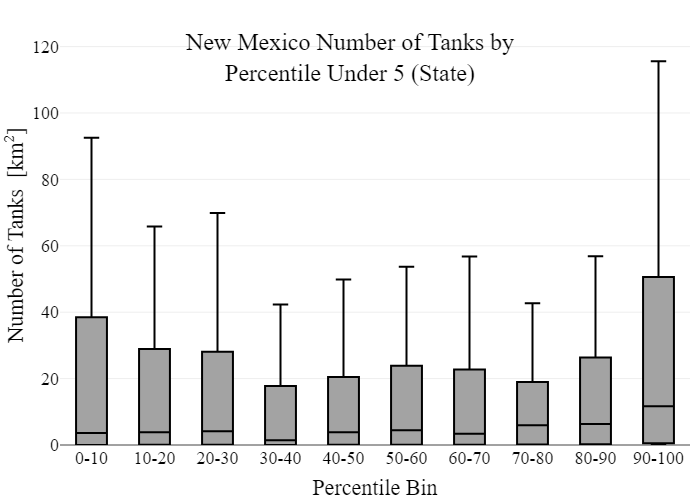 New Mexico Number of Tanks by
Percentile Under 5 (State)
Number of Tanks [km²]
120
100
80
60
40
20
0
0-10 10-20 20-30 30-40 40-50 50-60 60-70 70-80 80-90 90-100
Percentile Bin